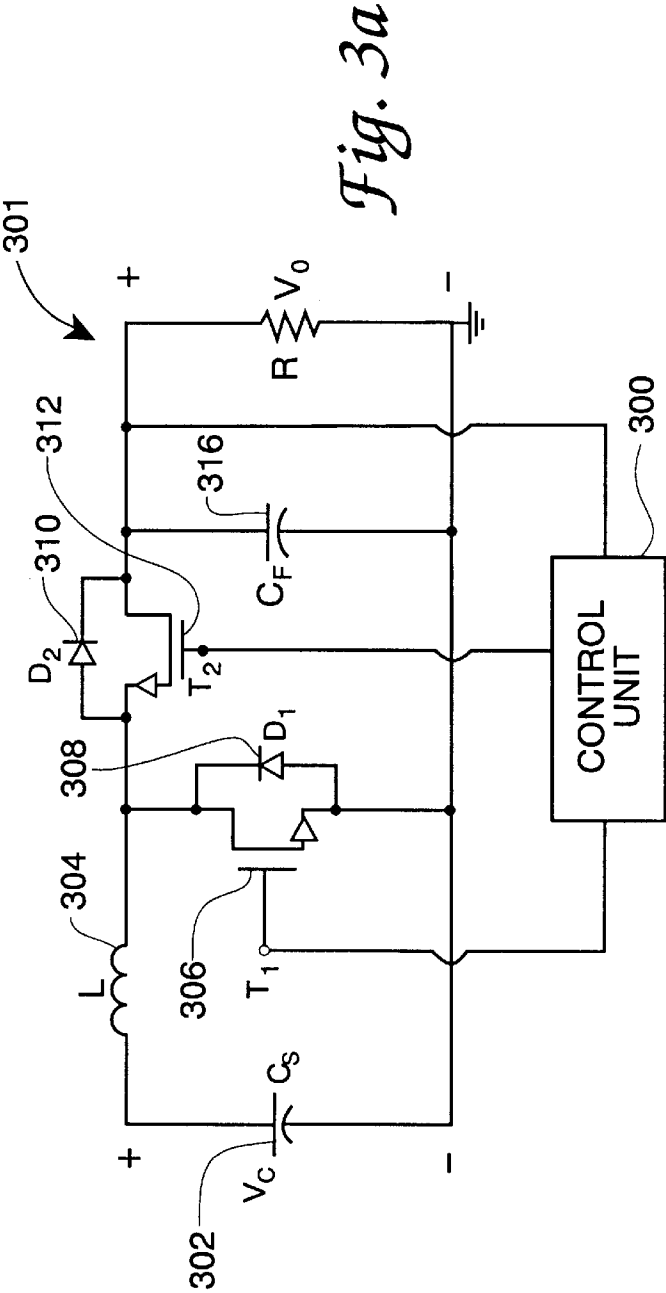 301
312
310
D2
304
L
308
D1
T2
316
CF
+
R
V0
-
306
T1
+
VC
CS
302
-
CONTROL
UNIT
300
Fig. 3a